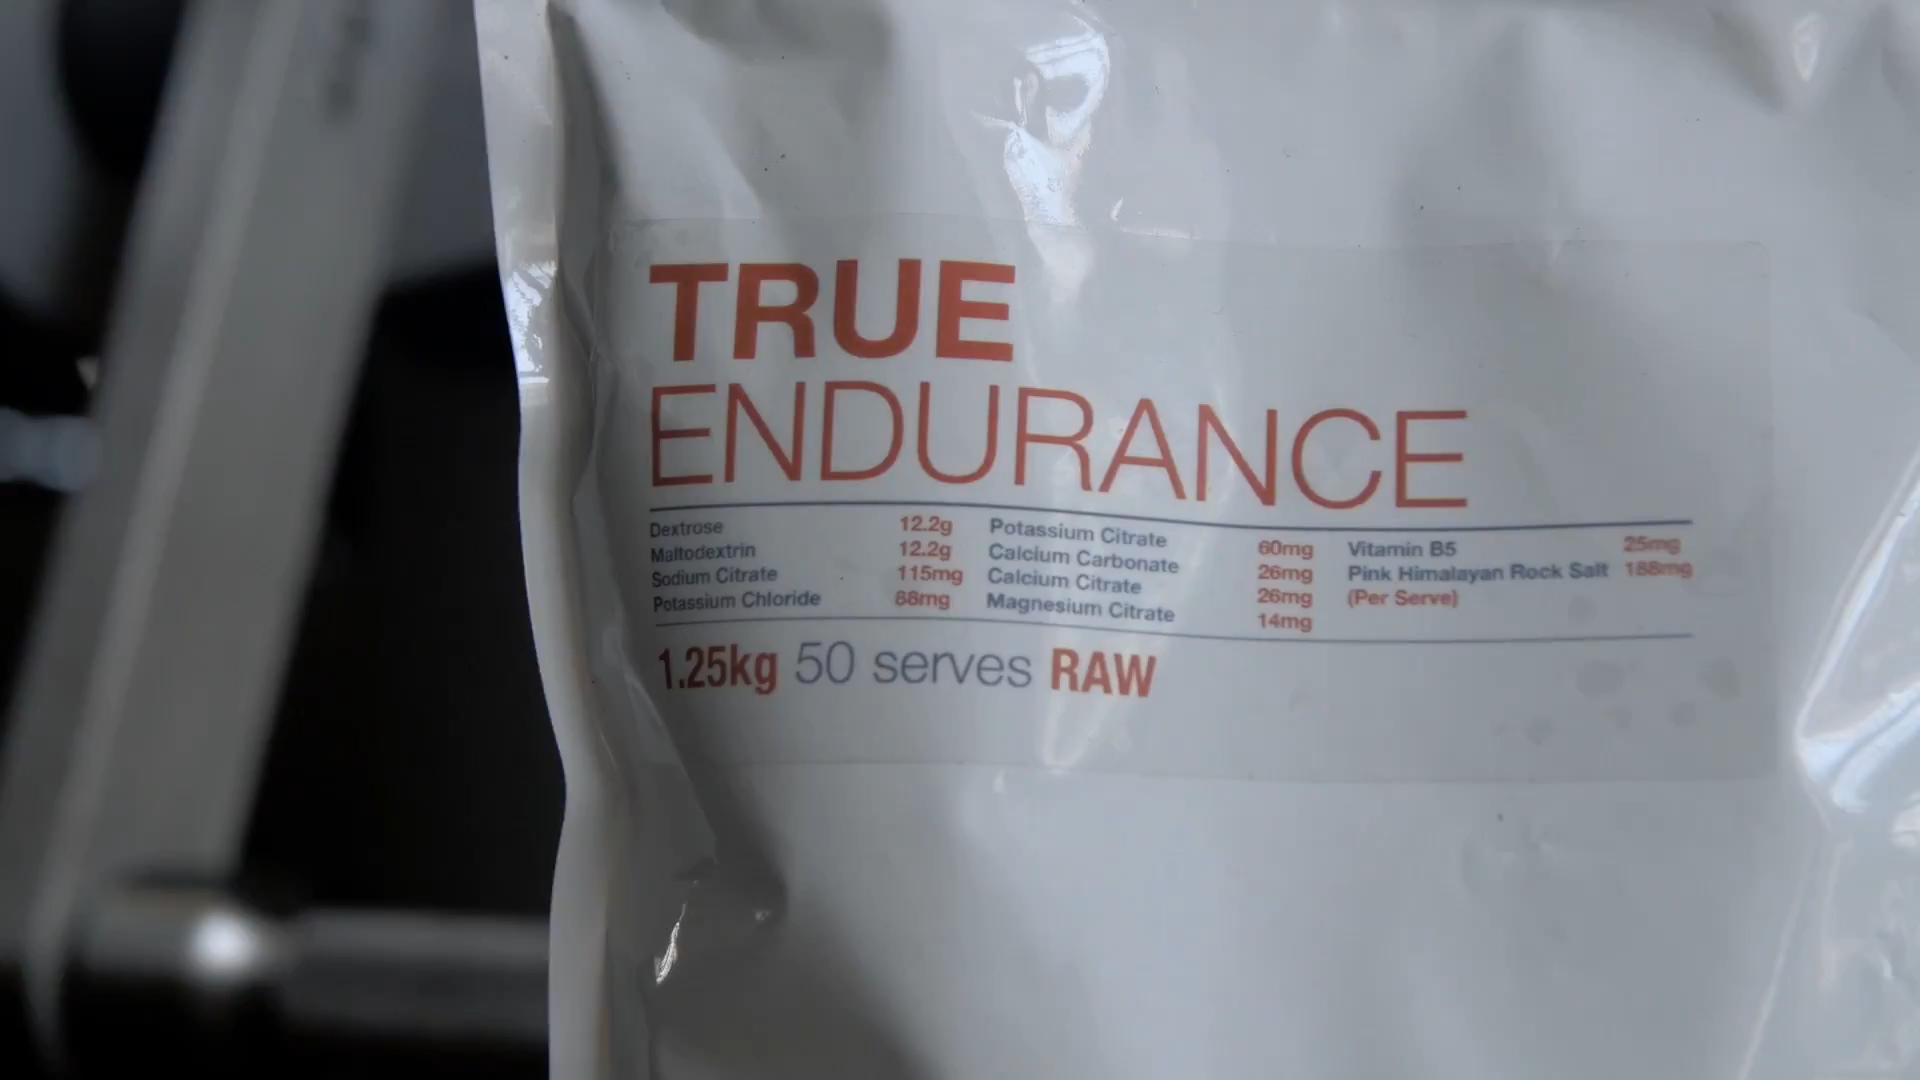 TRUE
ENDURANCE
Dextrose 12.2g
Maltodextrin 12.2g
Sodium Citrate 115mg
Potassium Chloride 68mg
Potassium Citrate 60mg
Calcium Carbonate 26mg
Calcium Citrate 26mg
Magnesium Citrate 14mg
Vitamin B5 25mg
Pink Himalayan Rock Salt 188mg
(Per Serve)
1.25kg 50 serves RAW